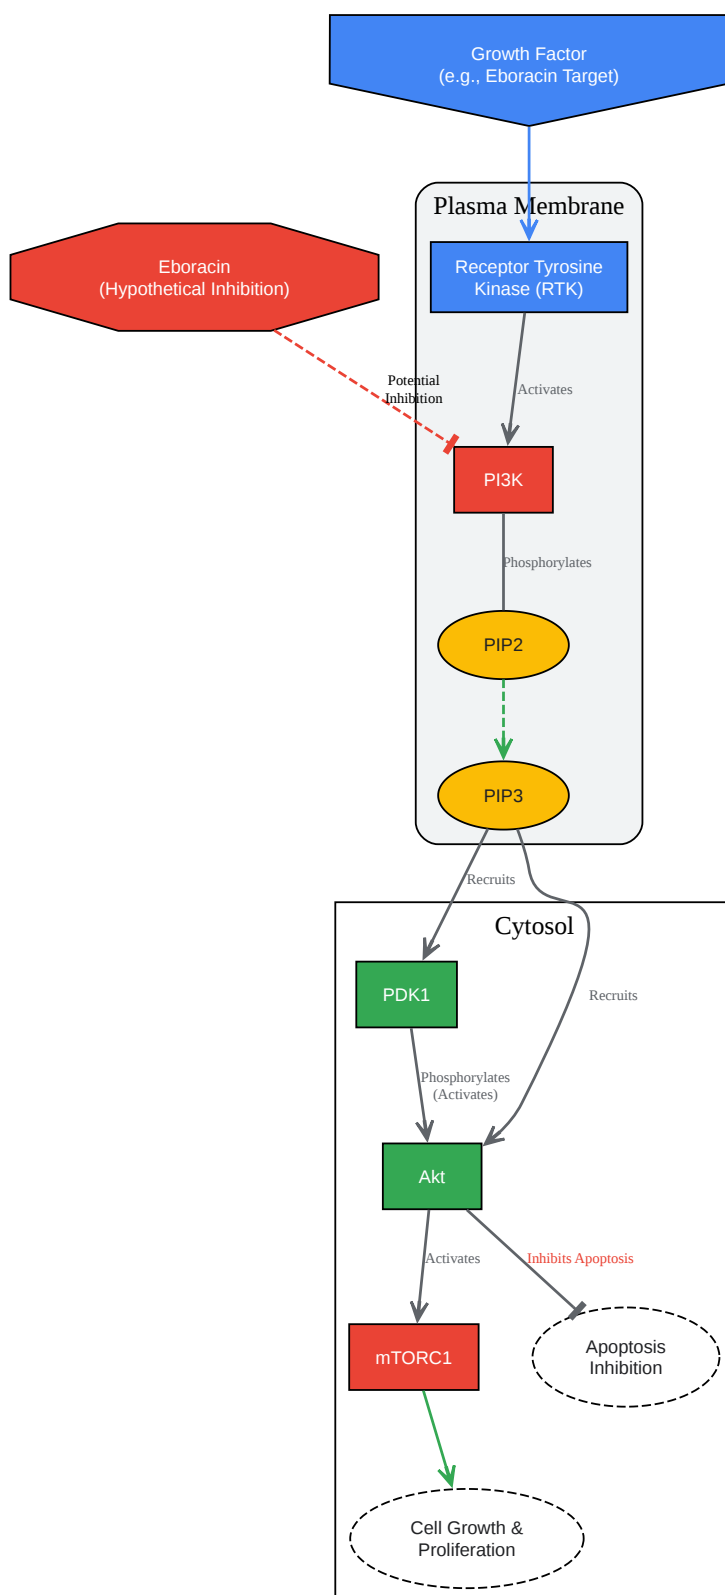 Growth Factor
(e.g., Eboracin Target)
Plasma Membrane
Eboracin
(Hypothetical Inhibition)
Receptor Tyrosine
Kinase (RTK)
Potential
Inhibition
Activates
PI3K
Phosphorylates
PIP2
PIP3
Recruits
Cytosol
PDK1
Recruits
Phosphorylates
(Activates)
Akt
Activates
Inhibits Apoptosis
mTORC1
Apoptosis
Inhibition
Cell Growth &
Proliferation